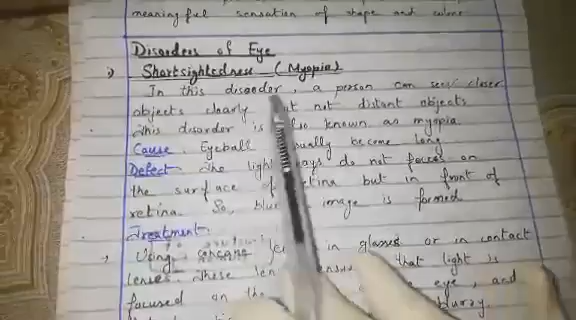 meaningful sensation of shape and colour
Disorders of Eye
i) Shortsightedness (Myopia)
In this disorder, a person can see closer
objects clearly but not distant objects
This disorder is also known as myopia.
Cause: Eyeball usually become long.
Defect: The light rays do not focus on
the surface of retina but in front of
retina. So, blur image is formed
Treatment:
Using in glasses or in contact
lenses. These that light is
focused on the eye, and
blurry.